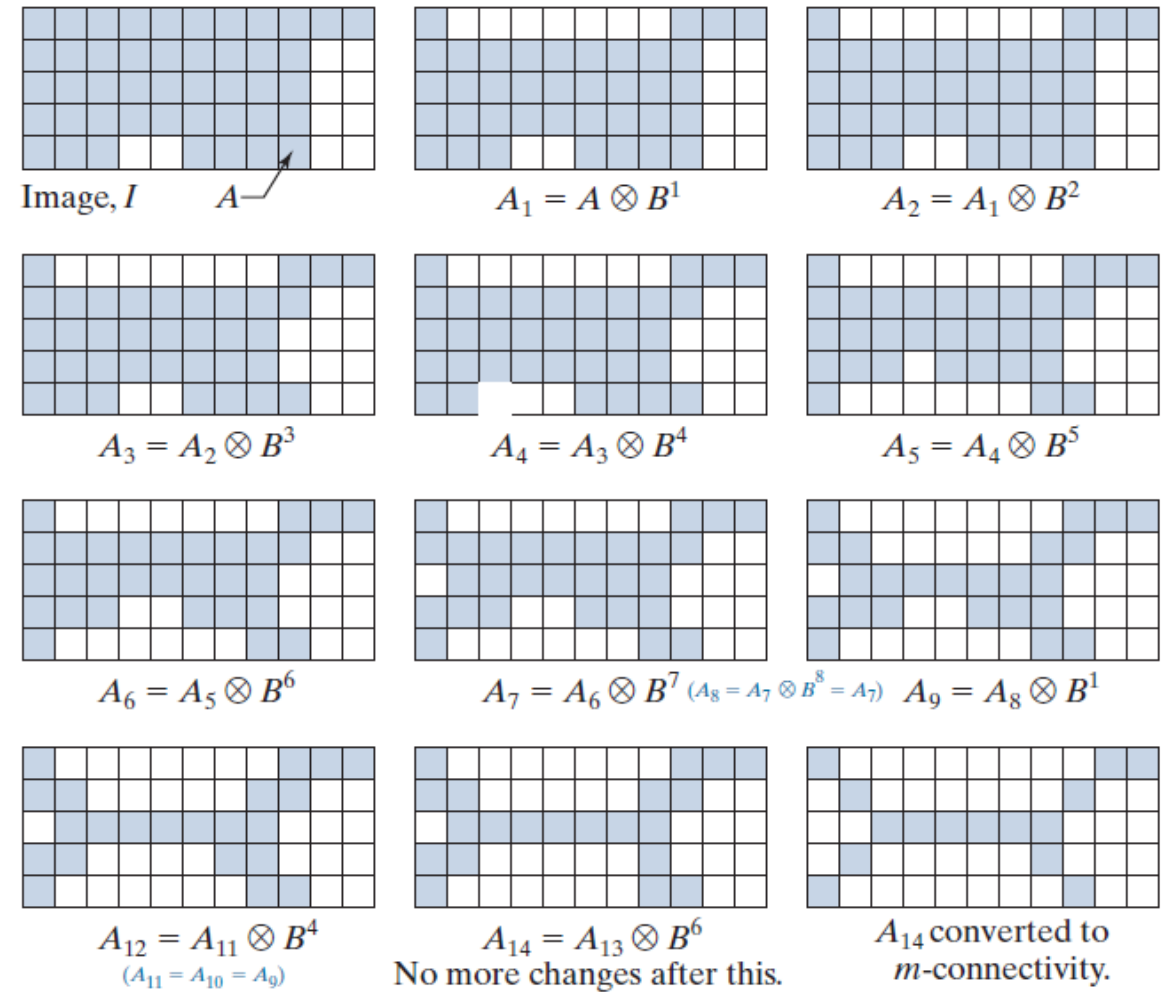 Image, I
A
A₁ = A ⊗ B¹
A₂ = A₁ ⊗ B²
A₃ = A₂ ⊗ B³
A₄ = A₃ ⊗ B⁴
A₅ = A₄ ⊗ B⁵
A₆ = A₅ ⊗ B⁶
A₇ = A₆ ⊗ B⁷ (A₈ = A₇ ⊗ B⁸ = A₇)
A₉ = A₈ ⊗ B¹
A₁₂ = A₁₁ ⊗ B⁴
(A₁₁ = A₁₀ = A₉)
A₁₄ = A₁₃ ⊗ B⁶
No more changes after this.
A₁₄ converted to
m-connectivity.